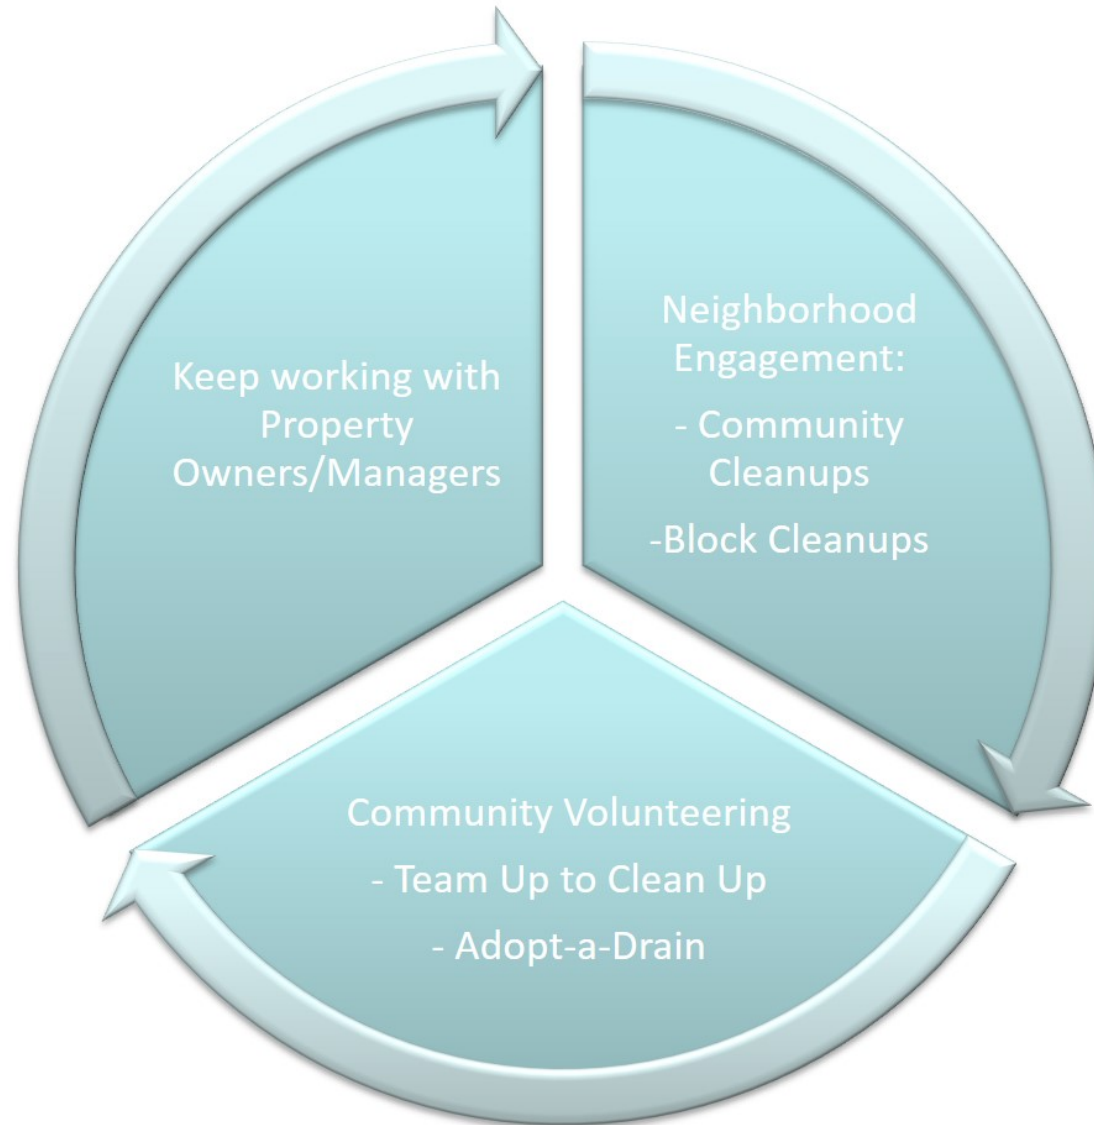 Keep working with
Property
Owners/Managers
Neighborhood
Engagement:
- Community
Cleanups
-Block Cleanups
Community Volunteering
- Team Up to Clean Up
- Adopt-a-Drain